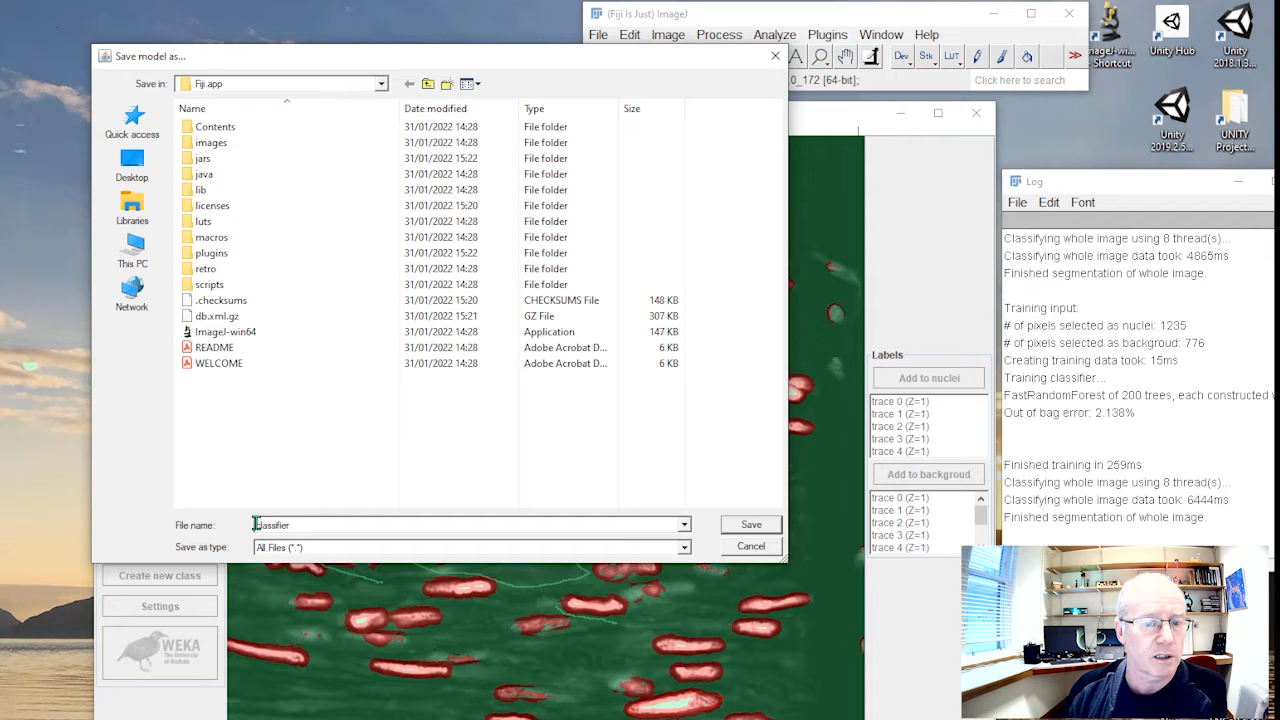 (Fiji Is Just) ImageJ
File Edit Image Process Analyze Plugins Window Help
Dev Stk LUT
0_172 [64-bit];
Click here to search
Shortcut
Unity Hub
Unity
2018.1.3...
Unity
2019.2.5...
UNITY
Project...
Save model as...
Save in: Fiji.app
Name Date modified Type Size
Contents 31/01/2022 14:28 File folder
images 31/01/2022 14:28 File folder
jars 31/01/2022 15:22 File folder
java 31/01/2022 14:28 File folder
lib 31/01/2022 14:28 File folder
licenses 31/01/2022 15:20 File folder
luts 31/01/2022 14:28 File folder
macros 31/01/2022 14:28 File folder
plugins 31/01/2022 15:22 File folder
retro 31/01/2022 14:28 File folder
scripts 31/01/2022 14:28 File folder
.checksums 31/01/2022 15:20 CHECKSUMS File 148 KB
db.xml.gz 31/01/2022 15:21 GZ File 307 KB
ImageJ-win64 31/01/2022 14:28 Application 147 KB
README 31/01/2022 14:28 Adobe Acrobat D... 6 KB
WELCOME 31/01/2022 14:28 Adobe Acrobat D... 6 KB
Quick access
Desktop
Libraries
This PC
Network
File name: classifier
Save
Save as type: All Files (*.*)
Cancel
Create new class
Settings
WEKA
The University
of Waikato
Labels
Add to nuclei
trace 0 (Z=1)
trace 1 (Z=1)
trace 2 (Z=1)
trace 3 (Z=1)
trace 4 (Z=1)
Add to backgroud
trace 0 (Z=1)
trace 1 (Z=1)
trace 2 (Z=1)
trace 3 (Z=1)
trace 4 (Z=1)
Log
File Edit Font
Classifying whole image using 8 thread(s)...
Classifying whole image data took: 4865ms
Finished segmentation of whole image.
Training input:
# of pixels selected as nuclei: 1235
# of pixels selected as backgroud: 776
Creating training data took: 15ms
Training classifier...
FastRandomForest of 200 trees, each constructed
Out of bag error: 2.138%
Finished training in 259ms
Classifying whole image using 8 thread(s)...
Classifying whole image data took: 6444ms
Finished segmentation of whole image.